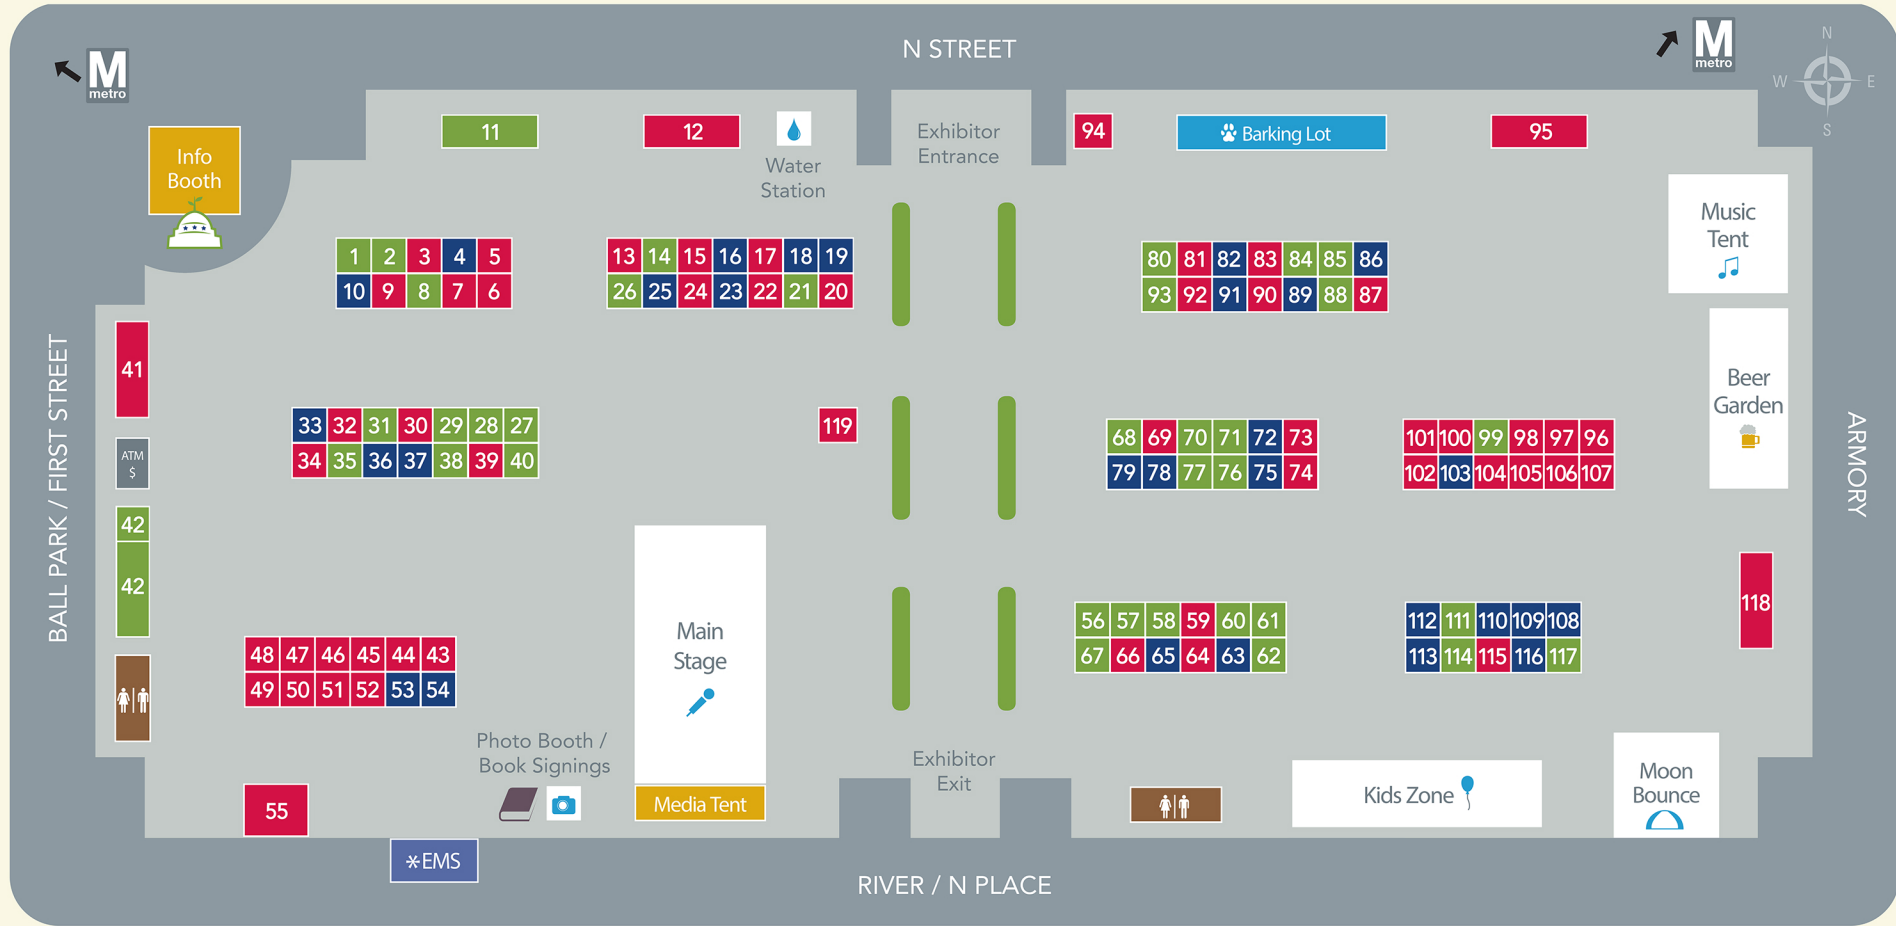 N STREET
M
metro
M
metro
N
W E
S
Info
Booth
11
12
Water
Station
Exhibitor
Entrance
94
Barking Lot
95
Music
Tent
1 2 3 4 5
10 9 8 7 6
13 14 15 16 17 18 19
26 25 24 23 22 21 20
80 81 82 83 84 85 86
93 92 91 90 89 88 87
BALL PARK / FIRST STREET
41
ATM
$
42
42
33 32 31 30 29 28 27
34 35 36 37 38 39 40
119
68 69 70 71 72 73
79 78 77 76 75 74
101 100 99 98 97 96
102 103 104 105 106 107
Beer
Garden
ARMORY
Main
Stage
48 47 46 45 44 43
49 50 51 52 53 54
56 57 58 59 60 61
67 66 65 64 63 62
112 111 110 109 108
113 114 115 116 117
118
Photo Booth /
Book Signings
Media Tent
Exhibitor
Exit
Kids Zone
Moon
Bounce
55
*EMS
RIVER / N PLACE